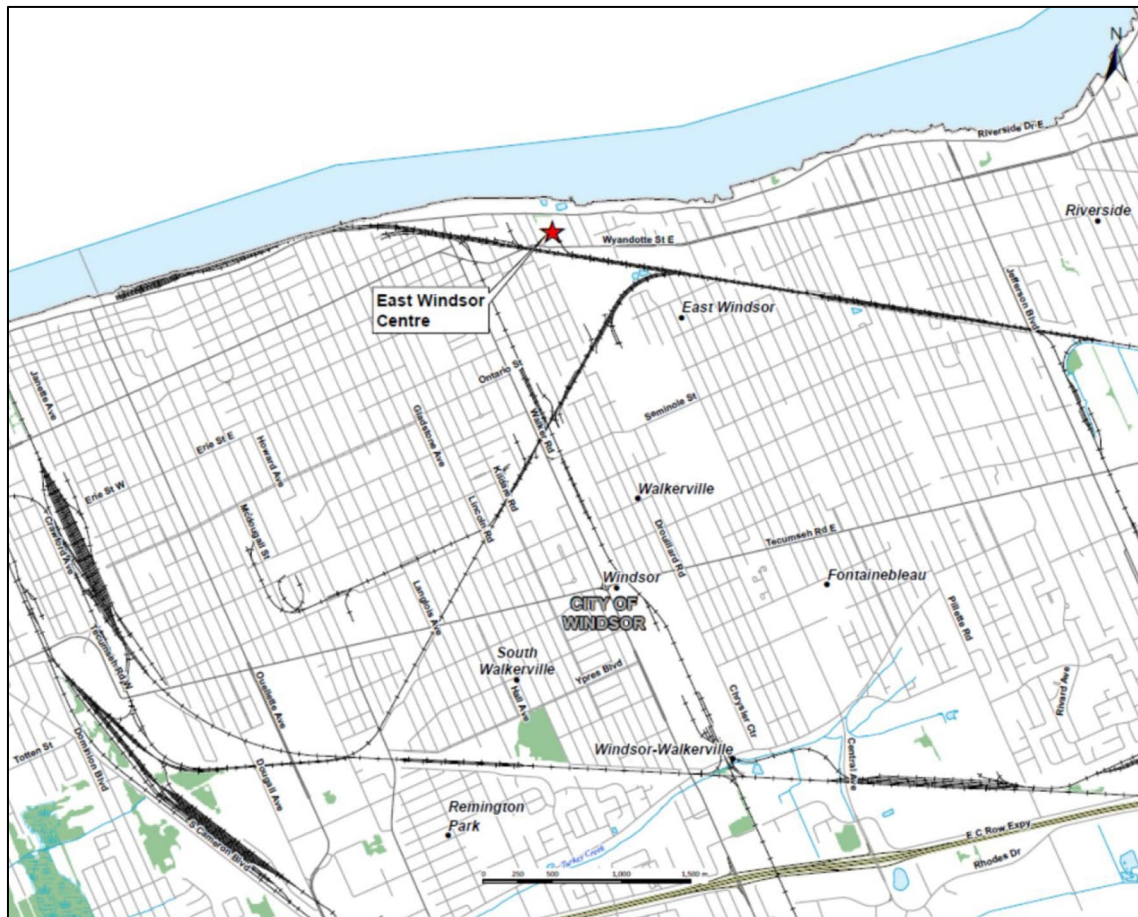 N
Riverside Dr E
Riverside
Wyandotte St E
East Windsor
Centre
East Windsor
Jefferson Blvd
Janette Ave
Ontario St
Gladstone Ave
Walker Rd
Seminole St
Erie St E
Howard Ave
Kildare Rd
Erie St W
Lincoln Rd
Walkerville
Mcdougall St
Crawford Ave
Drouillard Rd
Tecumseh Rd E
Windsor
Fontainebleau
Langlois Ave
CITY OF
WINDSOR
Pillette Rd
Tecumseh Rd W
South
Walkerville
Ypres Blvd
Hall Ave
Ouellette Ave
Chrysler Ctr
Rivard Ave
Totten St
Dominion Blvd
Windsor-Walkerville
Central Ave
Dougall Ave
Remington
Park
S Cameron Blvd
E C Row Expy
Turkey Creek
Rhodes Dr
0 500 1,000 1,500 m